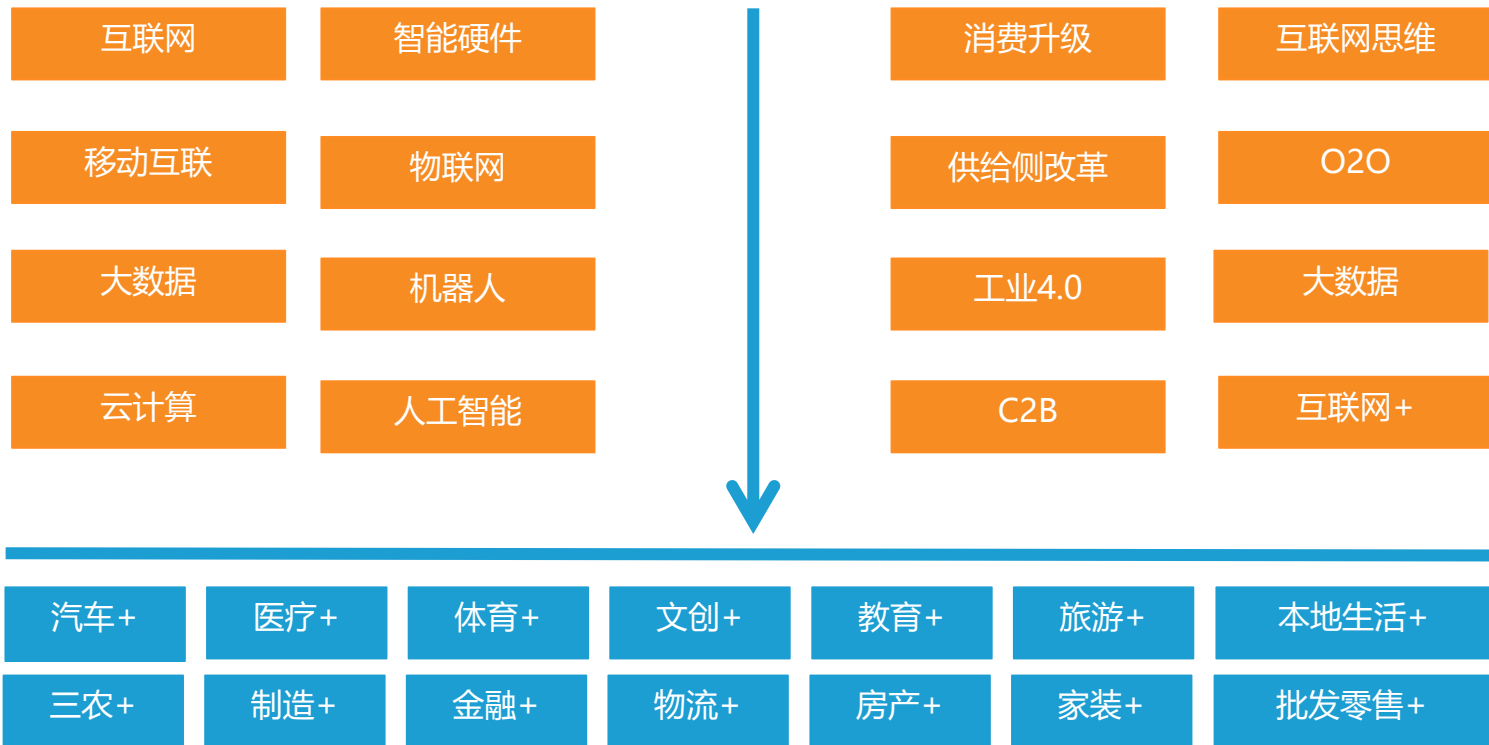 互联网
智能硬件
消费升级
互联网思维
移动互联
物联网
供给侧改革
O2O
大数据
机器人
工业4.0
大数据
云计算
人工智能
C2B
互联网+
汽车+
医疗+
体育+
文创+
教育+
旅游+
本地生活+
三农+
制造+
金融+
物流+
房产+
家装+
批发零售+